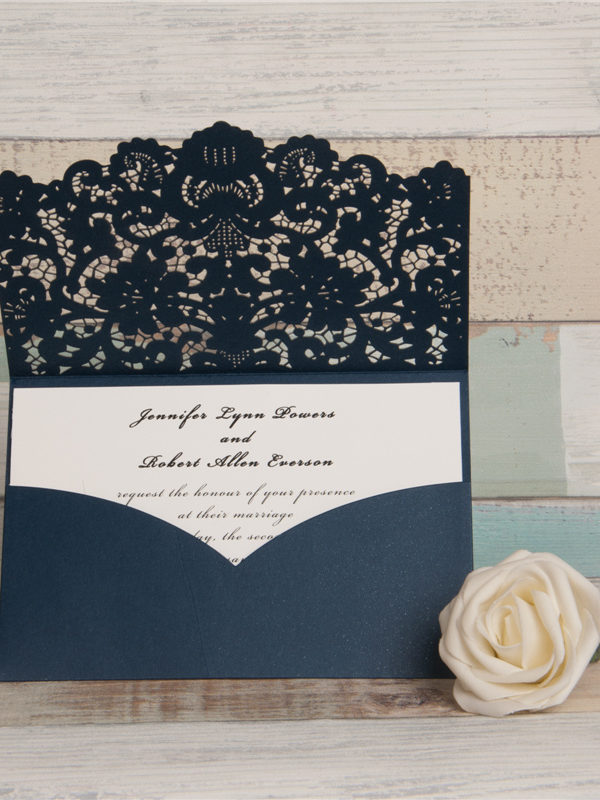 Jennifer Lynn Powers
and
Robert Allen Everson
request the honour of your presence
at their marriage
the